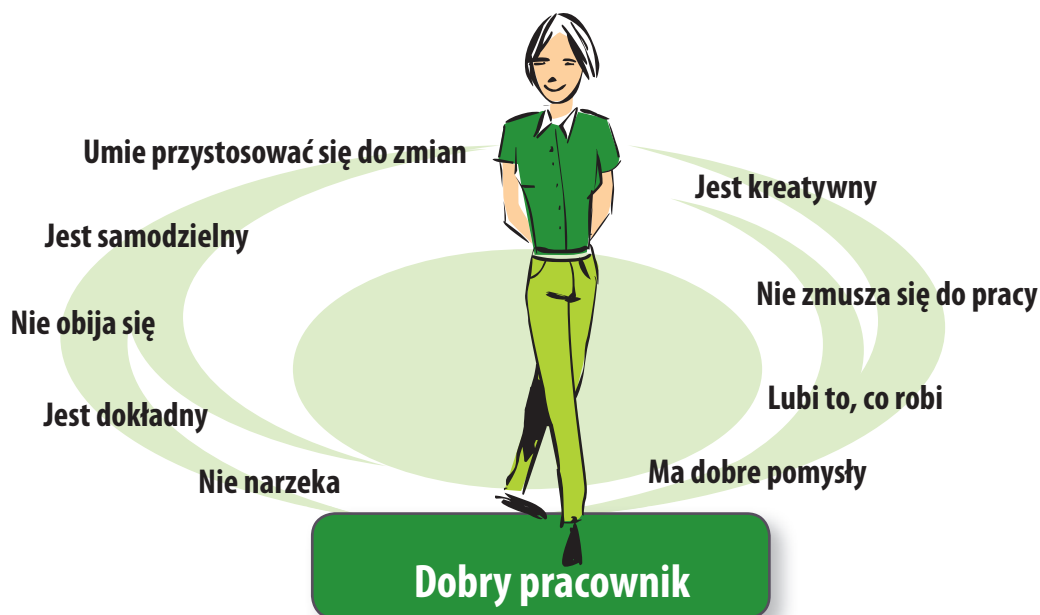 Umie przystosować się do zmian
Jest samodzielny
Nie obija się
Jest dokładny
Nie narzeka
Jest kreatywny
Nie zmusza się do pracy
Lubi to, co robi
Ma dobre pomysły
Dobry pracownik